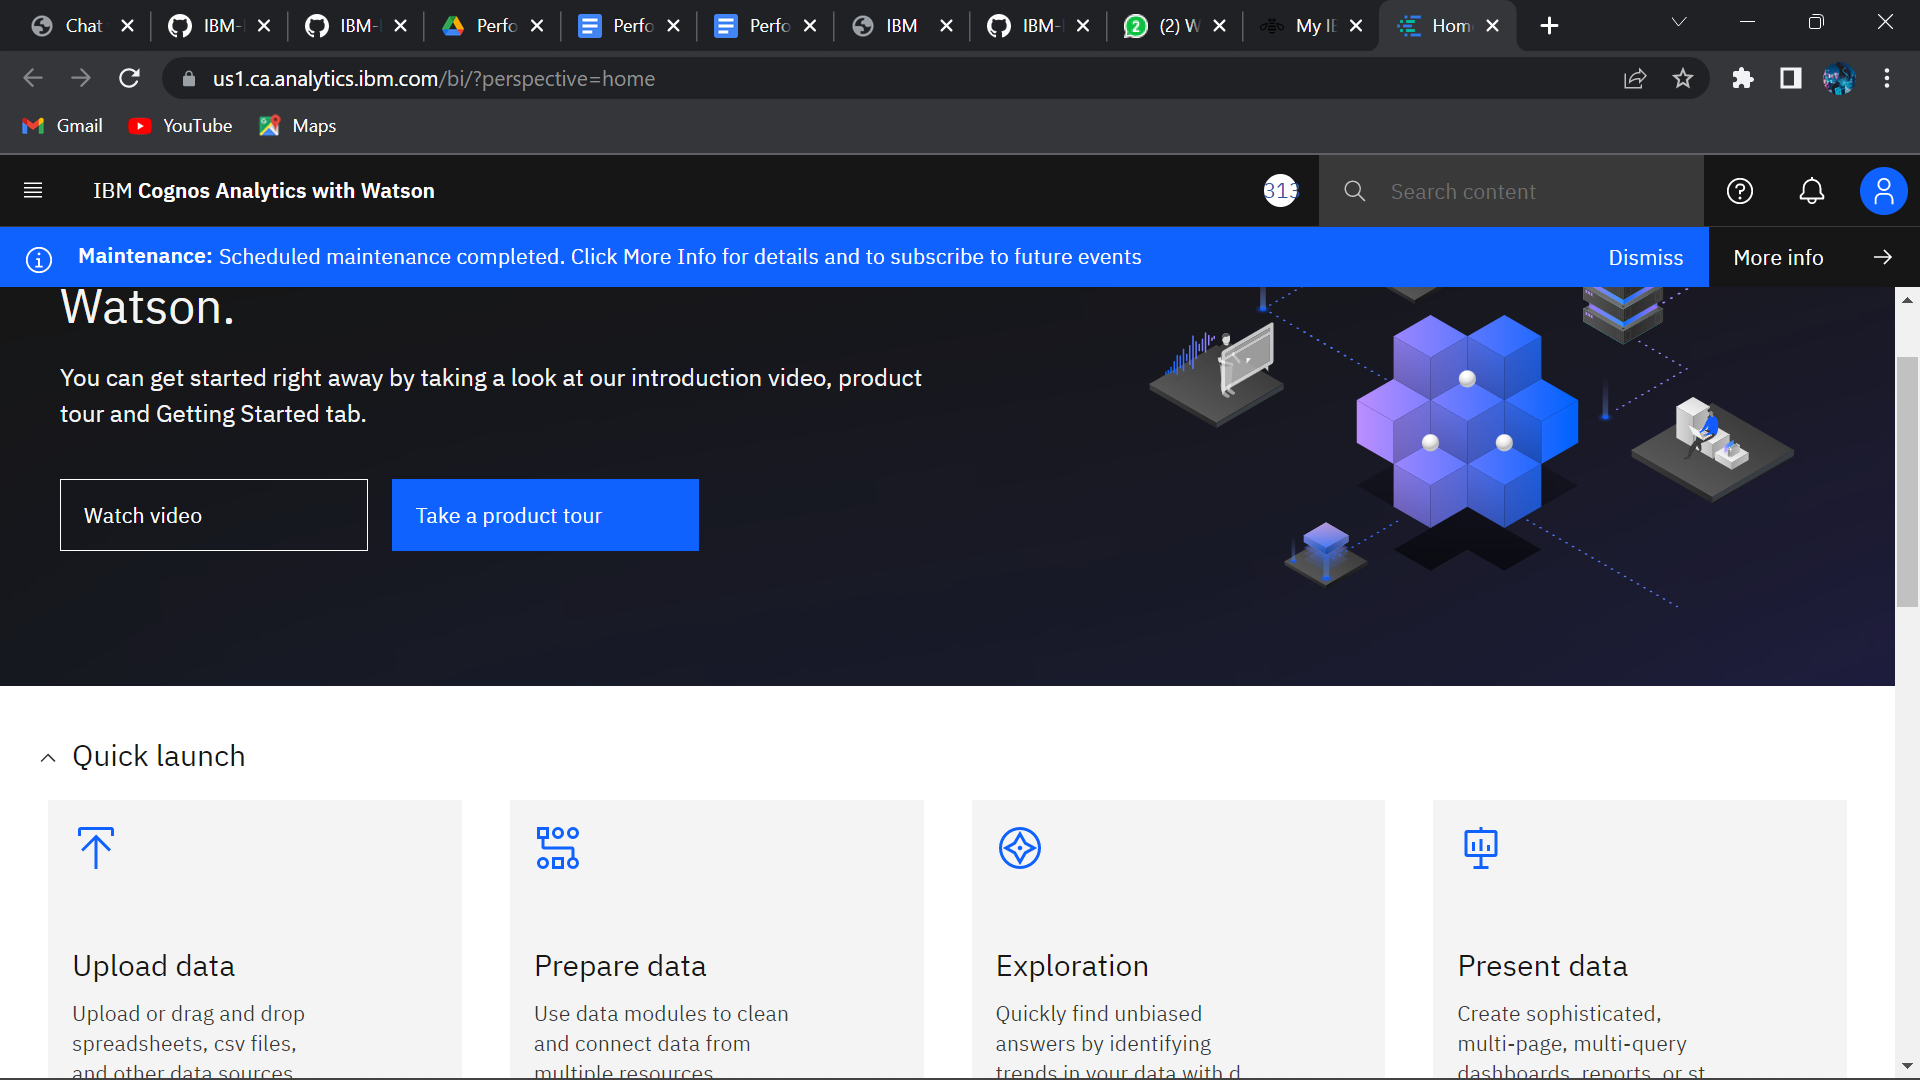 Chat
IBM-
IBM-
Perfo
Perfo
Perfo
IBM
IBM-
(2) W
My IE
Hom
us1.ca.analytics.ibm.com/bi/?perspective=home
Gmail
YouTube
Maps
IBM Cognos Analytics with Watson
313
Search content
Maintenance: Scheduled maintenance completed. Click More Info for details and to subscribe to future events
Dismiss
More info
Watson.
You can get started right away by taking a look at our introduction video, product
tour and Getting Started tab.
Watch video
Take a product tour
Quick launch
Upload data
Upload or drag and drop
spreadsheets, csv files,
and other data sources
Prepare data
Use data modules to clean
and connect data from
multiple resources
Exploration
Quickly find unbiased
answers by identifying
trends in your data with d
Present data
Create sophisticated,
multi-page, multi-query
dashboards, reports, or st